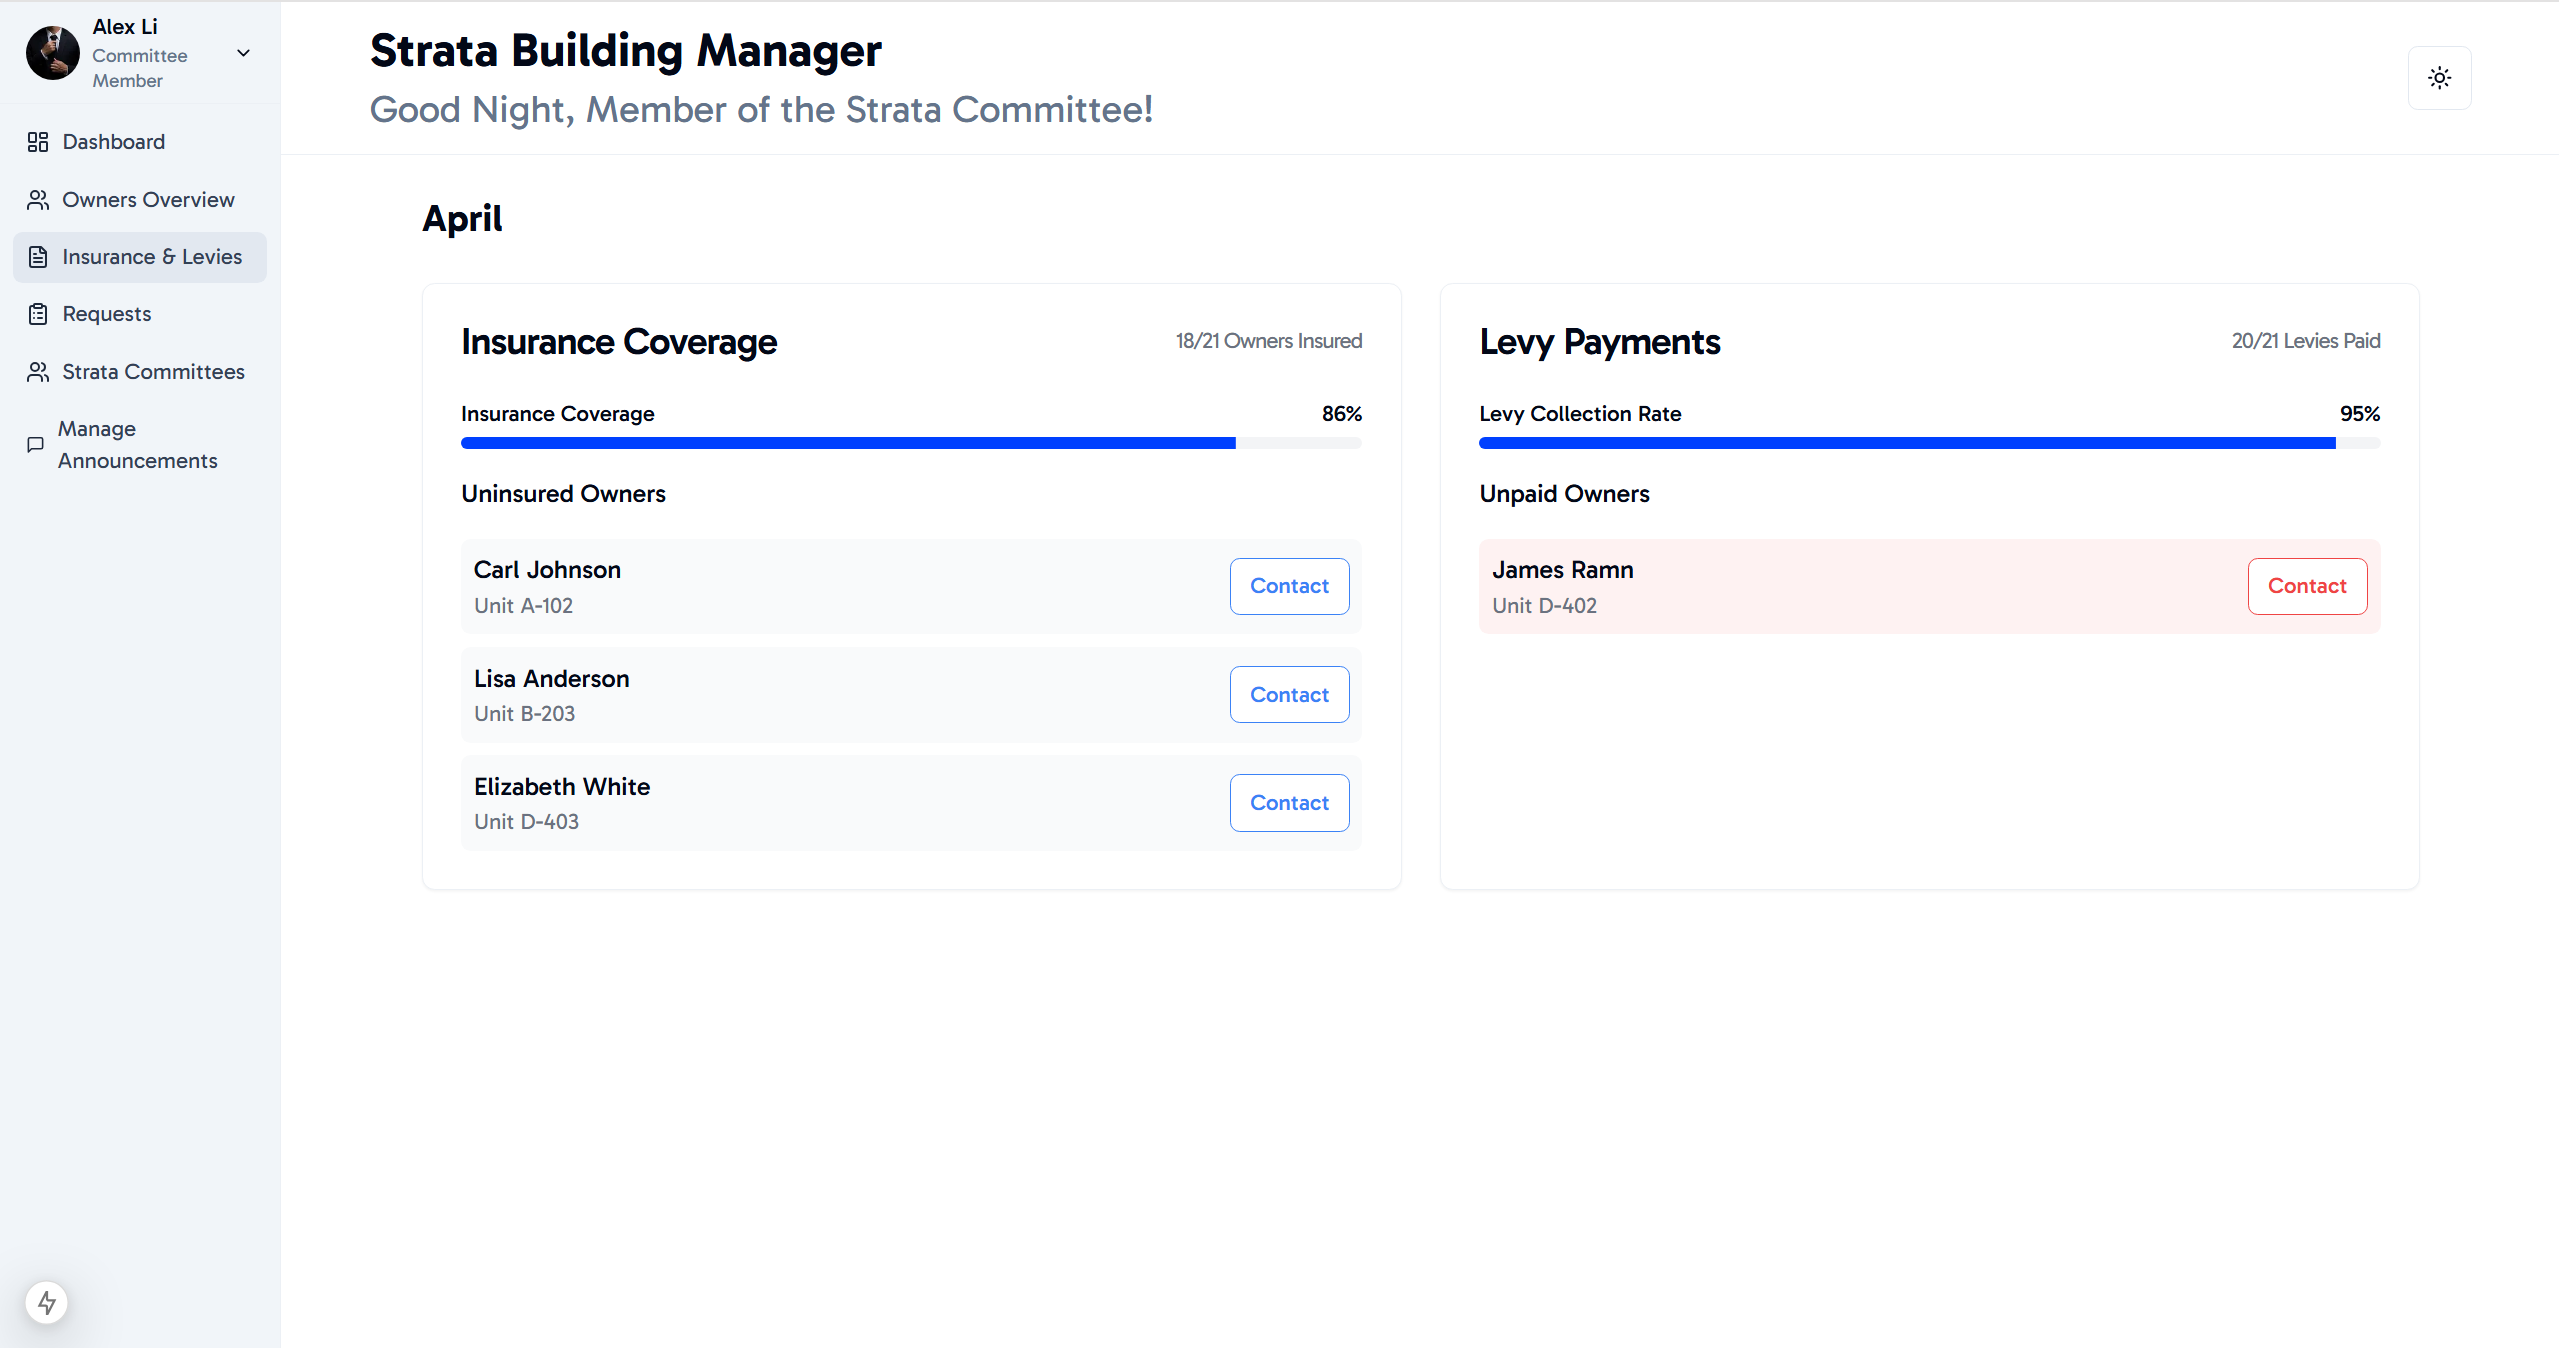 Alex Li
Committee
Member
Dashboard
Owners Overview
Insurance & Levies
Requests
Strata Committees
Manage
Announcements
Strata Building Manager
Good Night, Member of the Strata Committee!
April
Insurance Coverage
18/21 Owners Insured
Insurance Coverage
86%
Uninsured Owners
Carl Johnson
Unit A-102
Contact
Lisa Anderson
Unit B-203
Contact
Elizabeth White
Unit D-403
Contact
Levy Payments
20/21 Levies Paid
Levy Collection Rate
95%
Unpaid Owners
James Ramn
Unit D-402
Contact